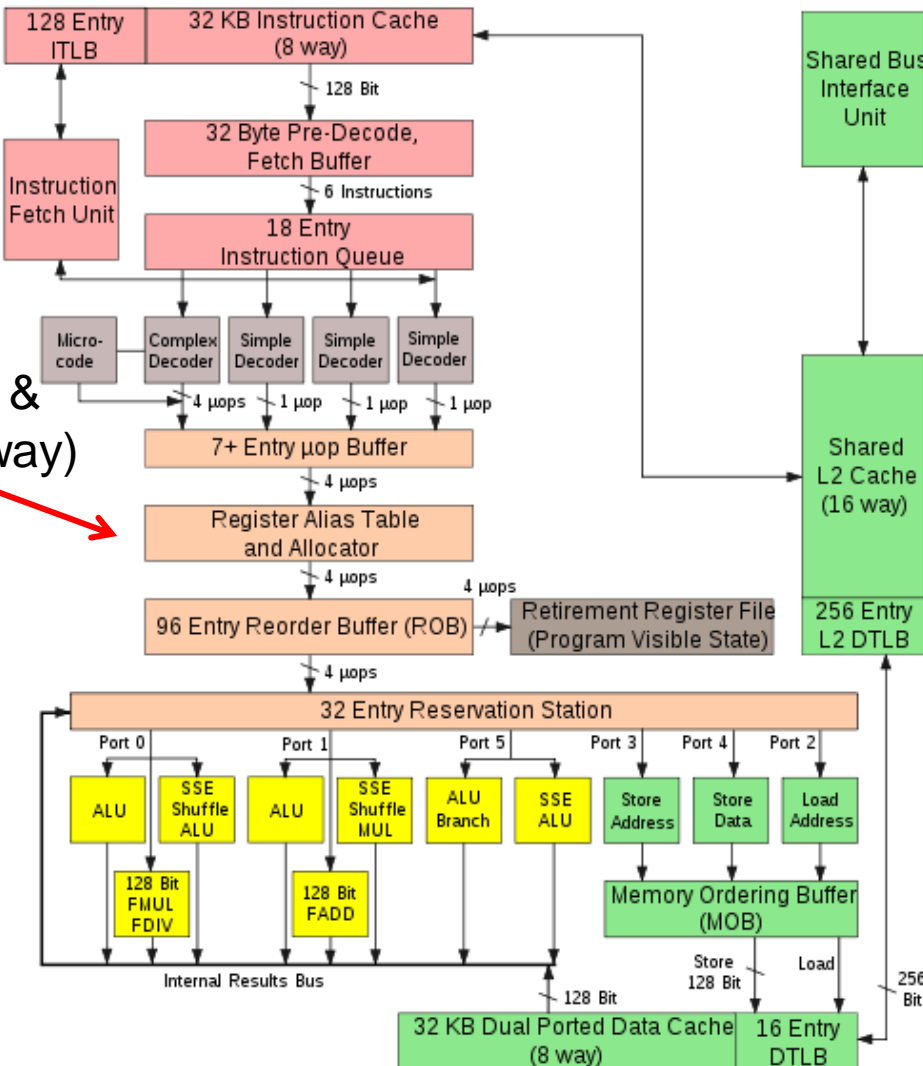 128 Entry
ITLB
32 KB Instruction Cache
(8 way)
Shared Bus
Interface
Unit
128 Bit
32 Byte Pre-Decode,
Fetch Buffer
Instruction
Fetch Unit
6 Instructions
18 Entry
Instruction Queue
Micro-
code
Complex
Decoder
Simple
Decoder
Simple
Decoder
Simple
Decoder
&
way)
4 µops
1 µop
1 µop
1 µop
7+ Entry µop Buffer
Shared
L2 Cache
(16 way)
4 µops
Register Alias Table
and Allocator
4 µops
4 µops
96 Entry Reorder Buffer (ROB)
Retirement Register File
(Program Visible State)
256 Entry
L2 DTLB
4 µops
32 Entry Reservation Station
Port 0
Port 1
Port 5
Port 3
Port 4
Port 2
ALU
SSE
Shuffle
ALU
ALU
SSE
Shuffle
MUL
ALU
Branch
SSE
ALU
Store
Address
Store
Data
Load
Address
128 Bit
FMUL
FDIV
128 Bit
FADD
Memory Ordering Buffer
(MOB)
Internal Results Bus
Store
128 Bit
Load
256
Bit
128 Bit
32 KB Dual Ported Data Cache
(8 way)
16 Entry
DTLB